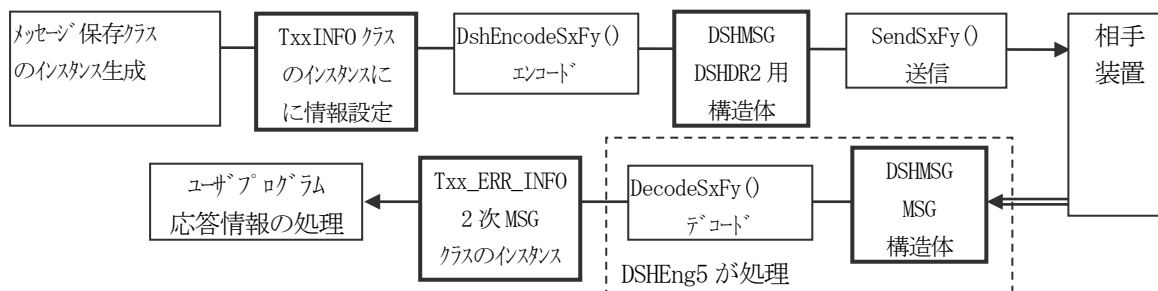 メッセージ保存クラス
のインスタンス生成
TxxINFO クラス
のインスタンスに
に情報設定
DshEncodeSxFy()
エンコード
DSHMSG
DSHDR2 用
構造体
SendSxFy()
送信
相手
装置
ユーザプログラム
応答情報の処理
Txx_ERR_INFO
2 次 MSG
クラスのインスタンス
DecodeSxFy()
デコード
DSHMSG
MSG
構造体
DSHEng5 が処理